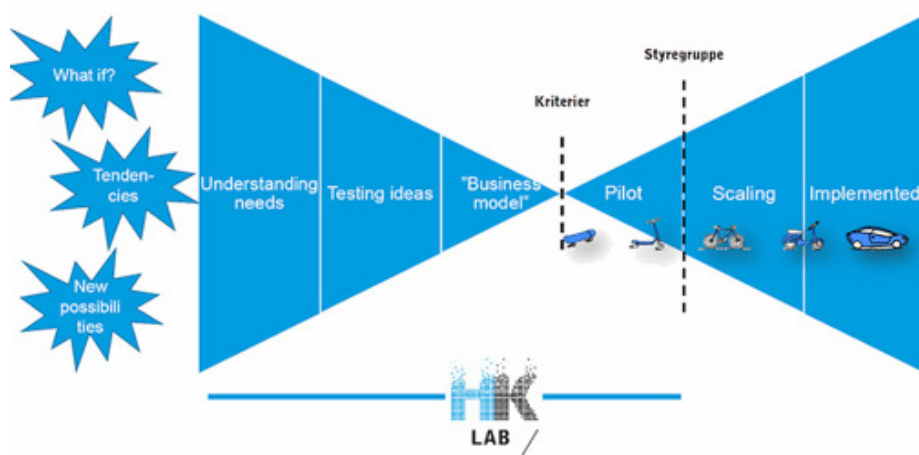 What if?
Tenden-
cies
New
possibili
ties
Understanding
needs
Testing ideas
"Business
model"
Kriterier
Pilot
Styregruppe
Scaling
Implemented
HK
LAB /